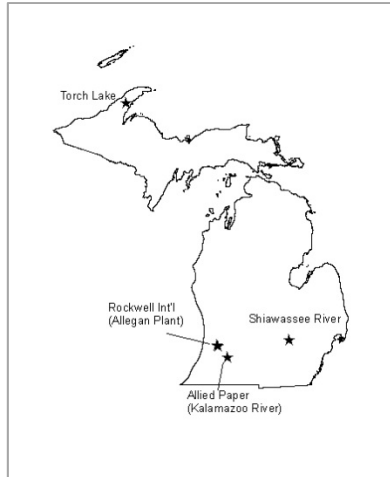 Torch Lake
Rockwell Int'l
(Allegan Plant)
Shiawassee River
Allied Paper
(Kalamazoo River)